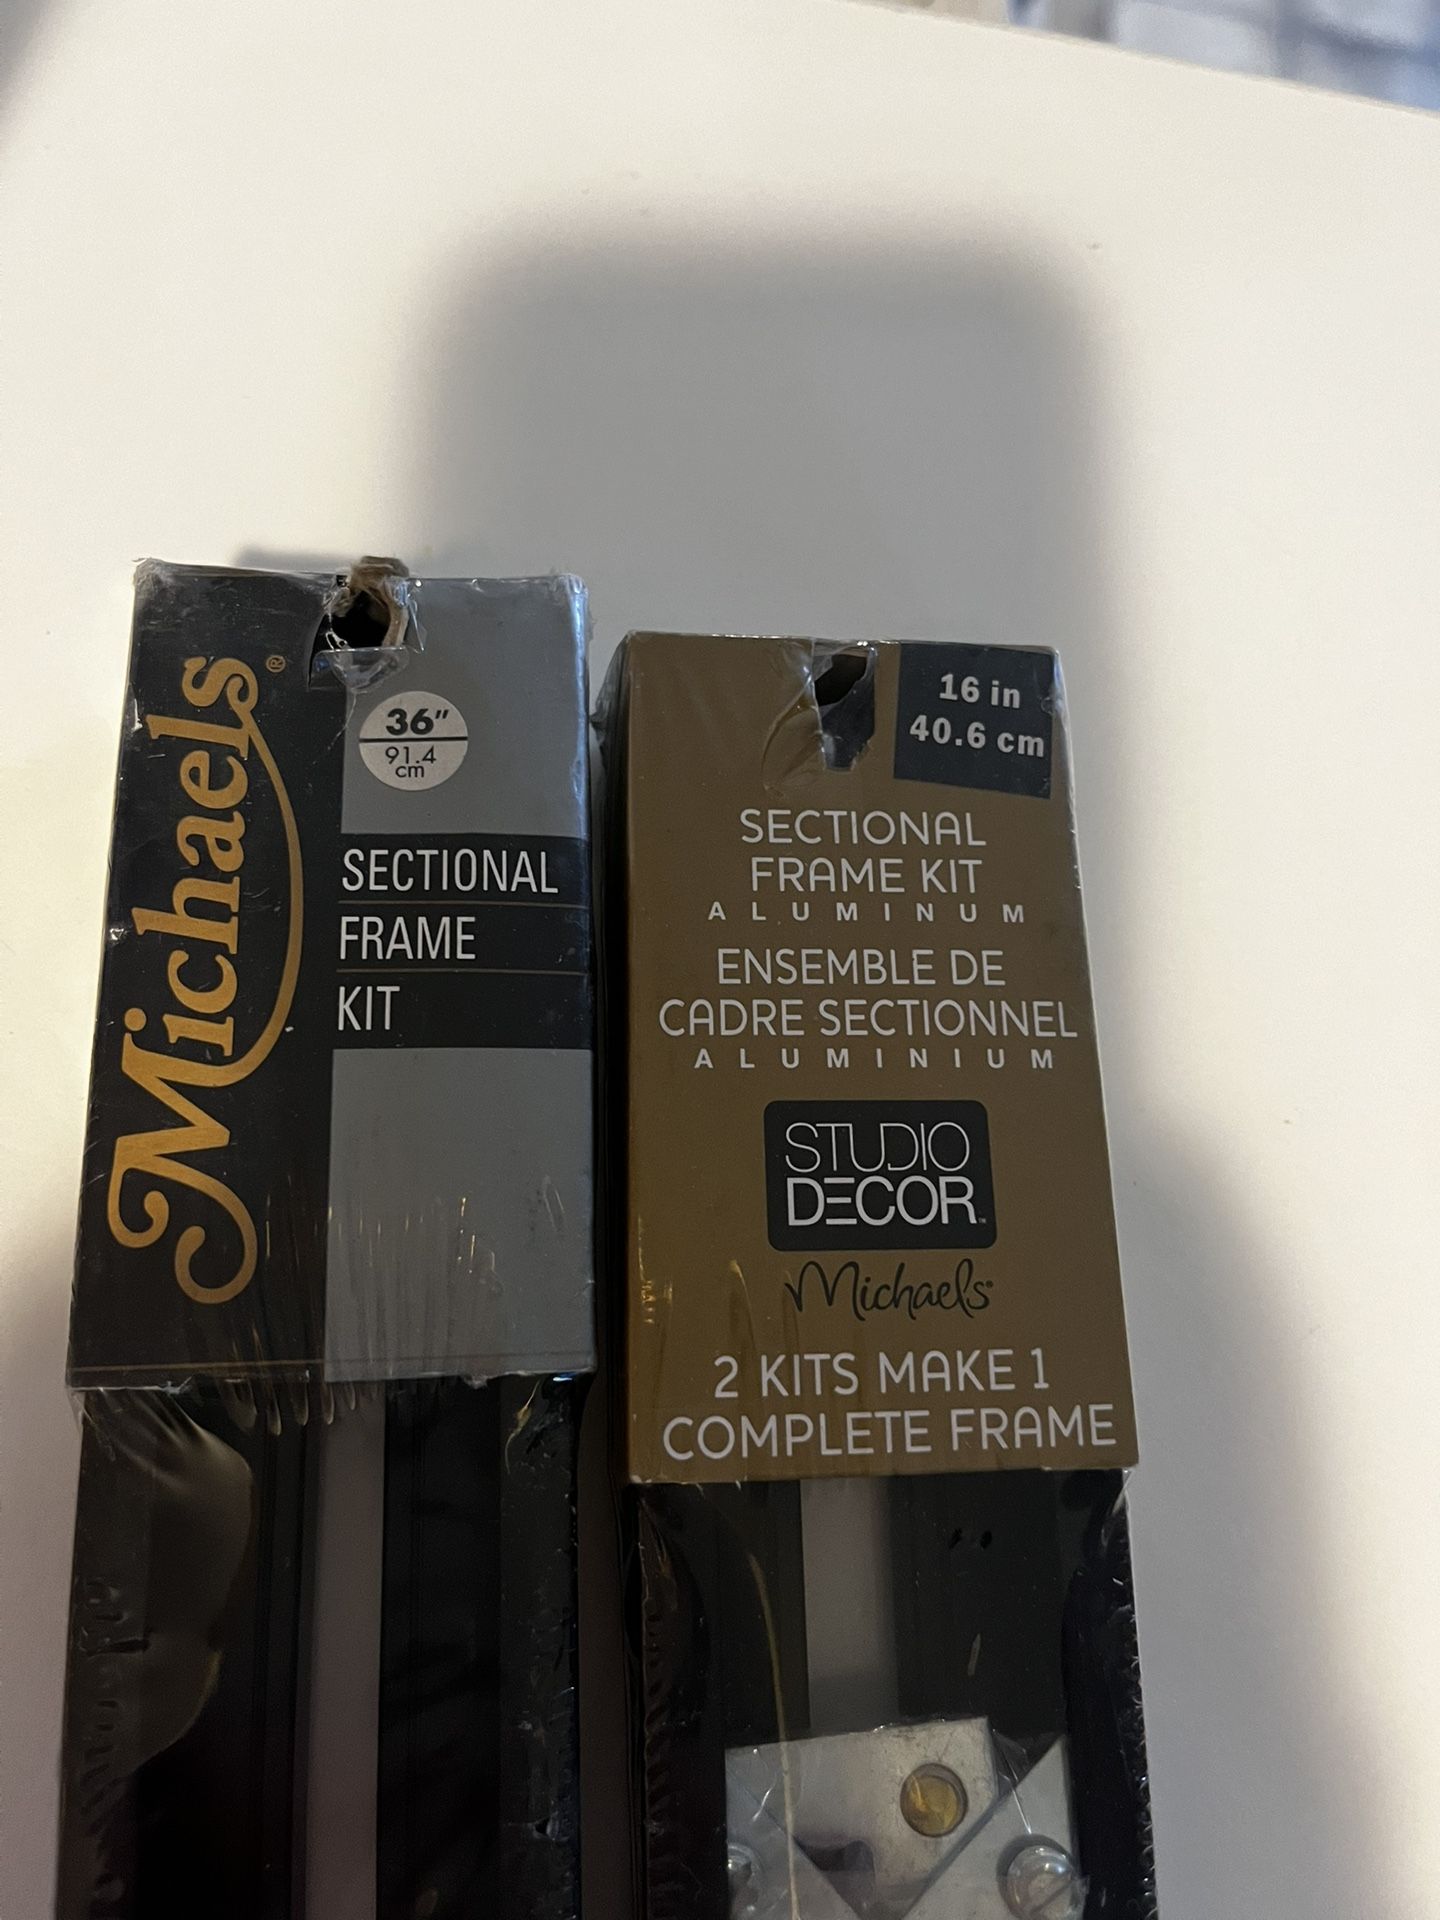 Michaels®
36"
91.4
cm
SECTIONAL
FRAME
KIT
16 in
40.6 cm
SECTIONAL
FRAME KIT
ALUMINUM
ENSEMBLE DE
CADRE SECTIONNEL
ALUMINIUM
STUDIO
DECOR™
Michaels®
2 KITS MAKE 1
COMPLETE FRAME